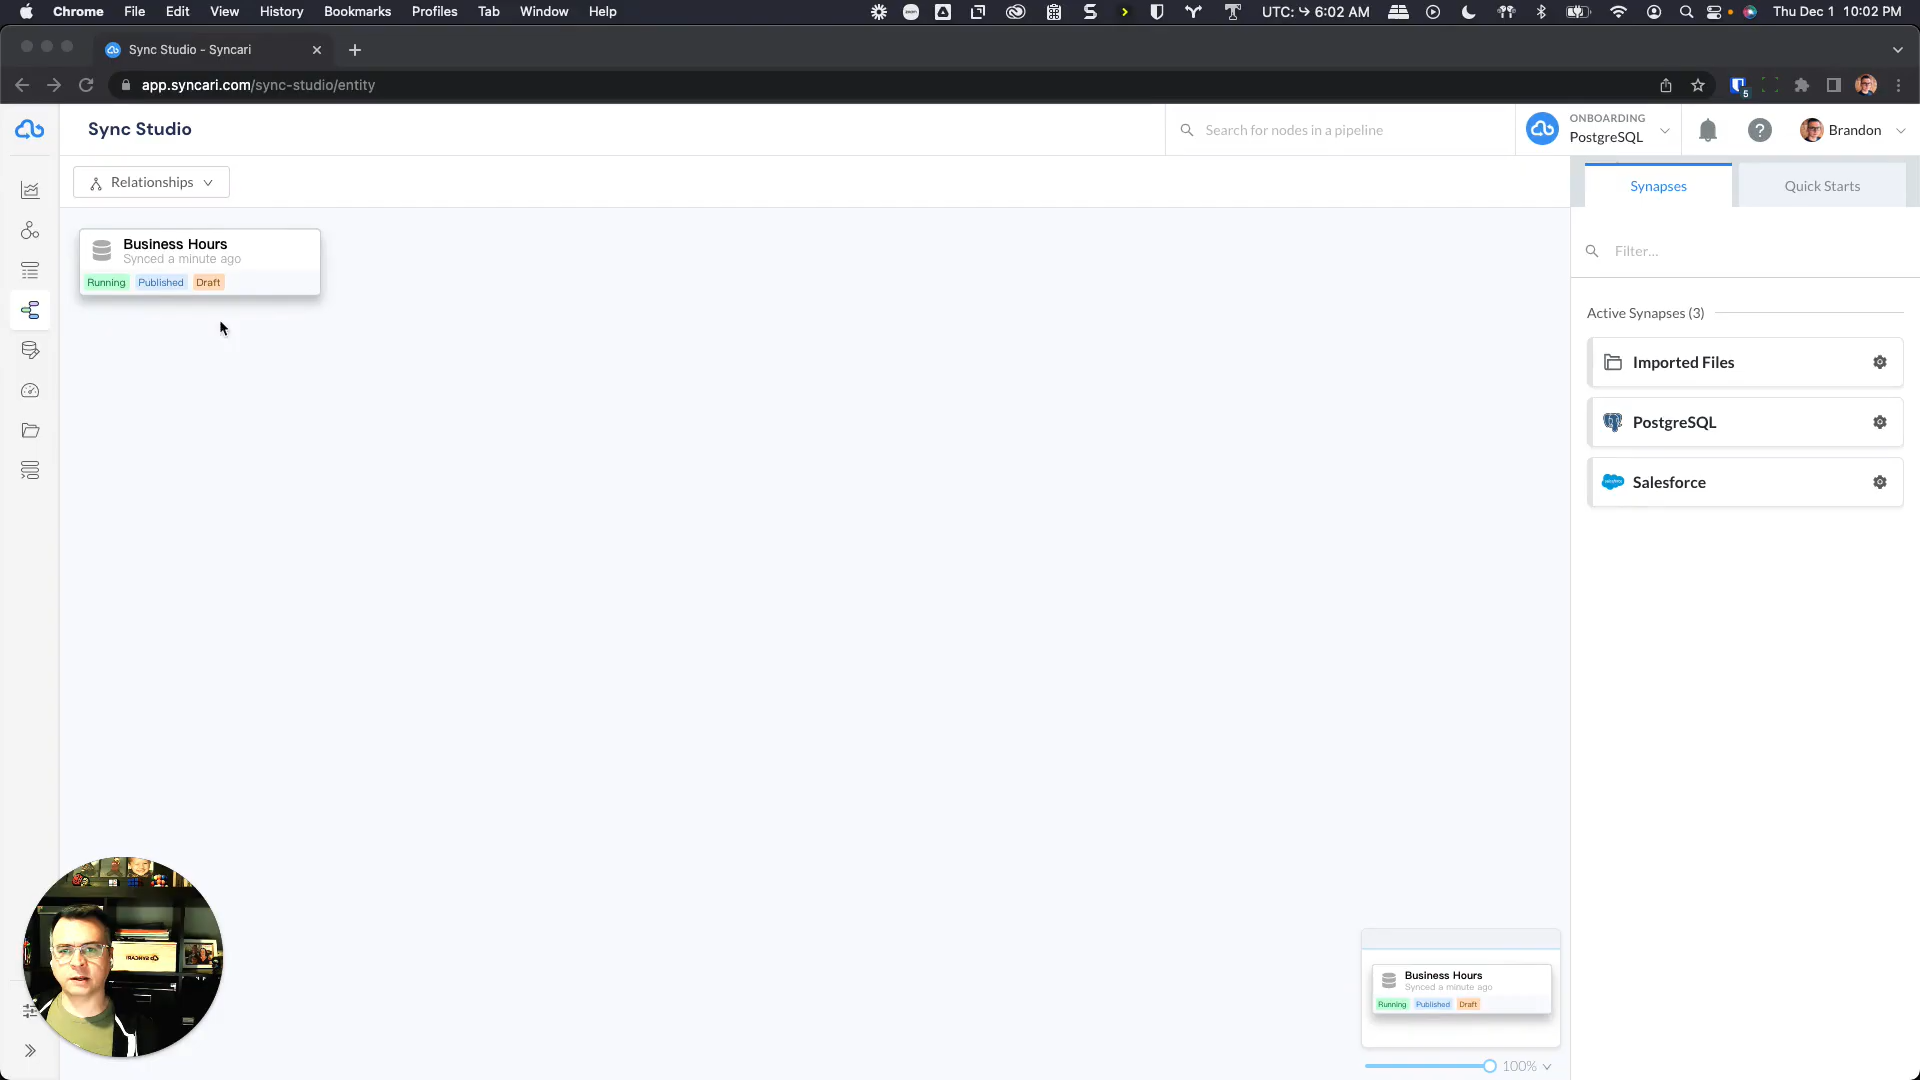 Chrome File Edit View History Bookmarks Profiles Tab Window Help
UTC: ↪ 6:02 AM
Thu Dec 1 10:02 PM
Sync Studio - Syncari
app.syncari.com/sync-studio/entity
5
Sync Studio
Search for nodes in a pipeline
ONBOARDING
PostgreSQL
?
Brandon
Relationships
Synapses
Quick Starts
Business Hours
Synced a minute ago
Running Published Draft
Filter...
Active Synapses (3)
Imported Files
PostgreSQL
salesforce
Salesforce
SYNCARI
Business Hours
Synced a minute ago
Running Published Draft
100%